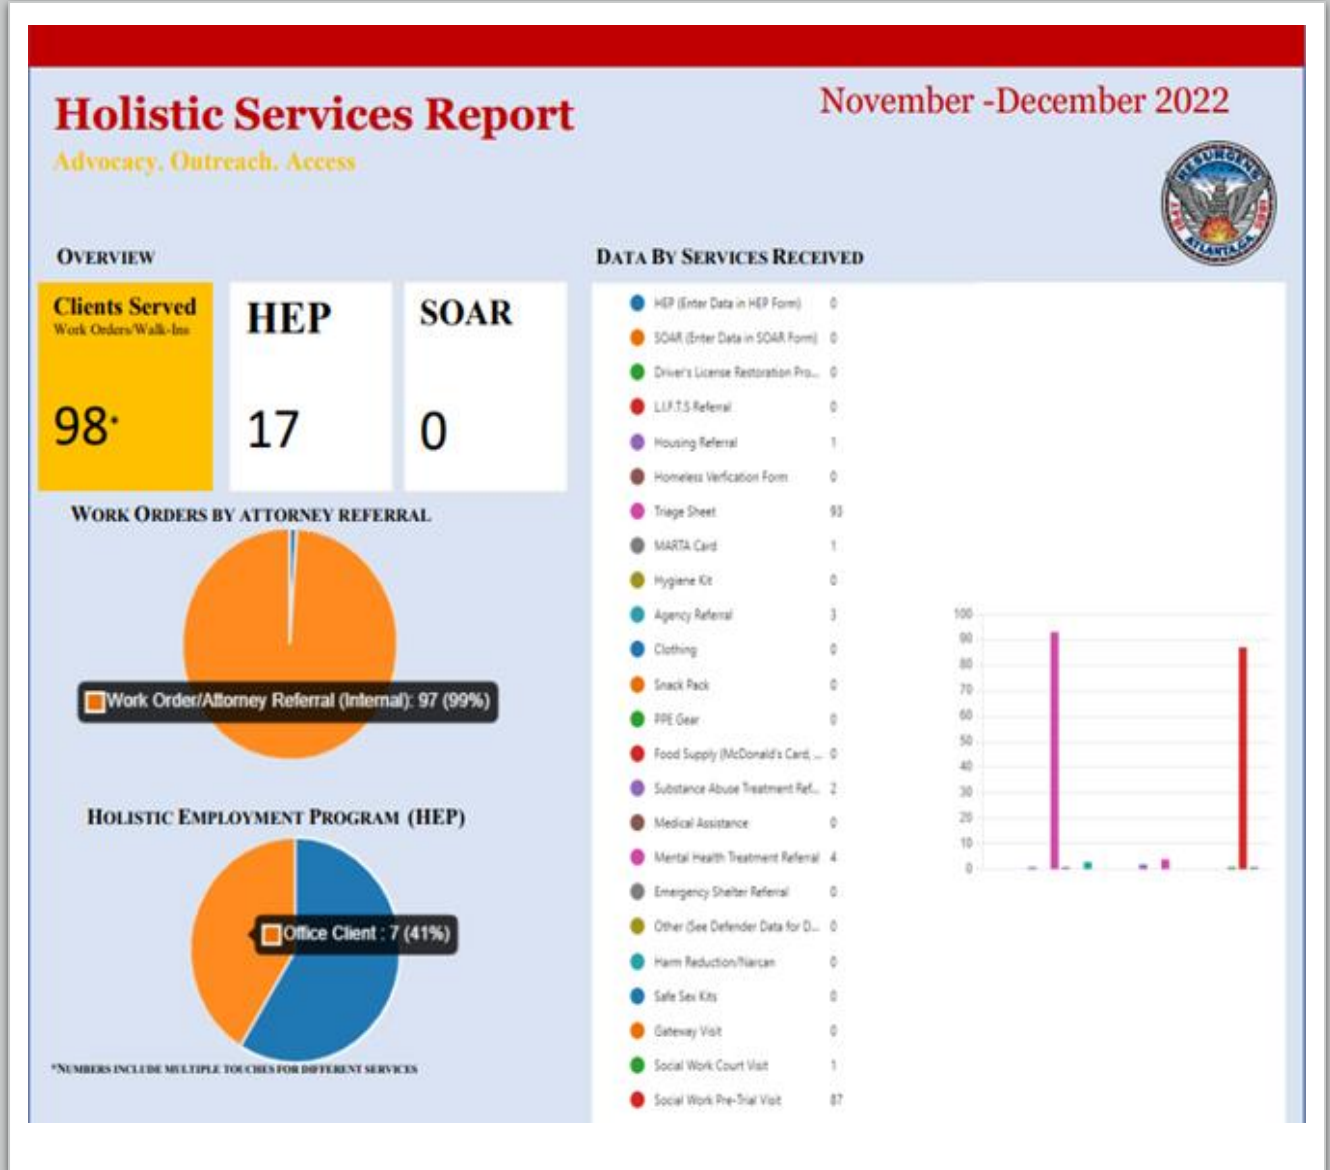 Holistic Services Report
November -December 2022
Advocacy. Outreach. Access
RESURGENS
ATLANTA,GA.
OVERVIEW
Clients Served
Work Orders/Walk-Ins
98*
HEP
17
SOAR
0
WORK ORDERS BY ATTORNEY REFERRAL
Work Order/Attorney Referral (Internal): 97 (99%)
HOLISTIC EMPLOYMENT PROGRAM (HEP)
Office Client : 7 (41%)
*NUMBERS INCLUDE MULTIPLE TOUCHES FOR DIFFERENT SERVICES
DATA BY SERVICES RECEIVED
HEP (Enter Data in HEP Form) 0
SOAR (Enter Data in SOAR Form) 0
Driver's License Restoration Pro... 0
L.I.F.T.S Referral 0
Housing Referral 1
Homeless Verfication Form 0
Triage Sheet 93
MARTA Card 1
Hygiene Kit 0
Agency Referral 3
Clothing 0
Snack Pack 0
PPE Gear 0
Food Supply (McDonald's Card, ... 0
Substance Abuse Treatment Ref... 2
Medical Assistance 0
Mental Health Treatment Referral 4
Emergency Shelter Referral 0
Other (See Defender Data for D... 0
Harm Reduction/Narcan 0
Safe Sex Kits 0
Gateway Visit 0
Social Work Court Visit 1
Social Work Pre-Trial Visit 87
100
90
80
70
60
50
40
30
20
10
0